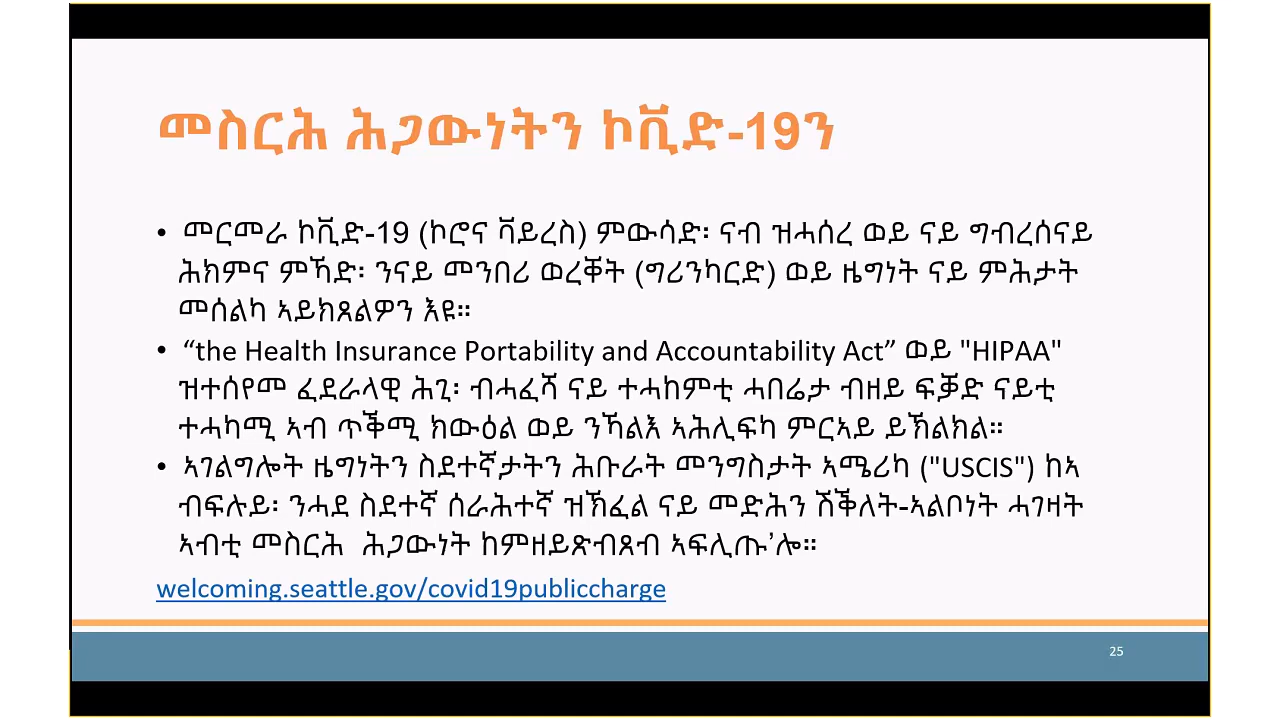 መስርሕ ሕጋውነትን ኮቪድ-19ን
• መርመራ ኮቪድ-19 (ኮሮና ቫይረስ) ምውሳድ፡ ናብ ዝሓሰረ ወይ ናይ ግብረሰናይ
ሕክምና ምኻድ፡ ንናይ መንበሪ ወረቐት (ግሪንካርድ) ወይ ዜግነት ናይ ምሕታት
መሰልካ ኣይክጸልዎን እዩ።
• “the Health Insurance Portability and Accountability Act” ወይ "HIPAA"
ዝተሰየመ ፈደራላዊ ሕጊ፡ ብሓፈሻ ናይ ተሓከምቲ ሓበሬታ ብዘይ ፍቓድ ናይቲ
ተሓካሚ ኣብ ጥቕሚ ክውዕል ወይ ንኻልእ ኣሕሊፍካ ምርኣይ ይኽልክል።
• ኣገልግሎት ዜግነትን ስደተኛታትን ሕቡራት መንግስታት ኣሜሪካ ("USCIS") ከኣ
ብፍሉይ፡ ንሓደ ስደተኛ ሰራሕተኛ ዝኽፈል ናይ መድሕን ሽቕለት-ኣልቦነት ሓገዛት
ኣብቲ መስርሕ ሕጋውነት ከምዘይጽብጸብ ኣፍሊጡ’ሎ።
welcoming.seattle.gov/covid19publiccharge
25